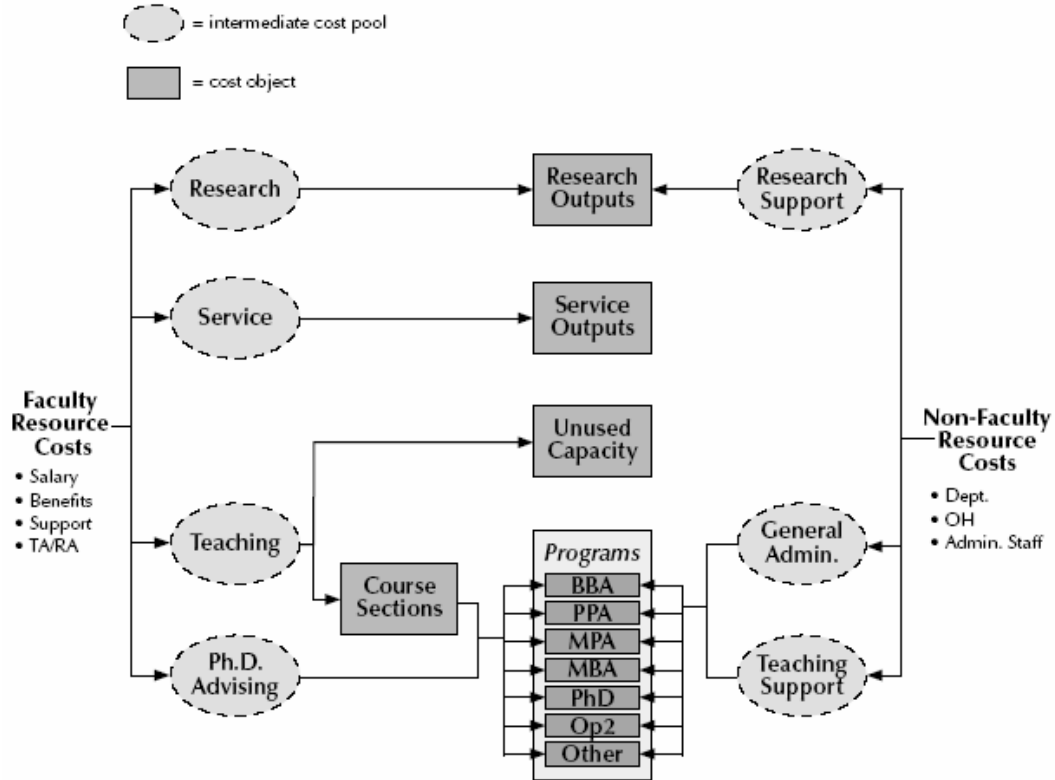 = intermediate cost pool
= cost object
Research
Research
Outputs
Research
Support
Service
Service
Outputs
Faculty
Resource
Costs
• Salary
• Benefits
• Support
• TA/RA
Unused
Capacity
Non-Faculty
Resource
Costs
• Dept.
• OH
• Admin. Staff
Teaching
Course
Sections
Ph.D.
Advising
Programs
BBA
PPA
MPA
MBA
PhD
Op2
Other
General
Admin.
Teaching
Support